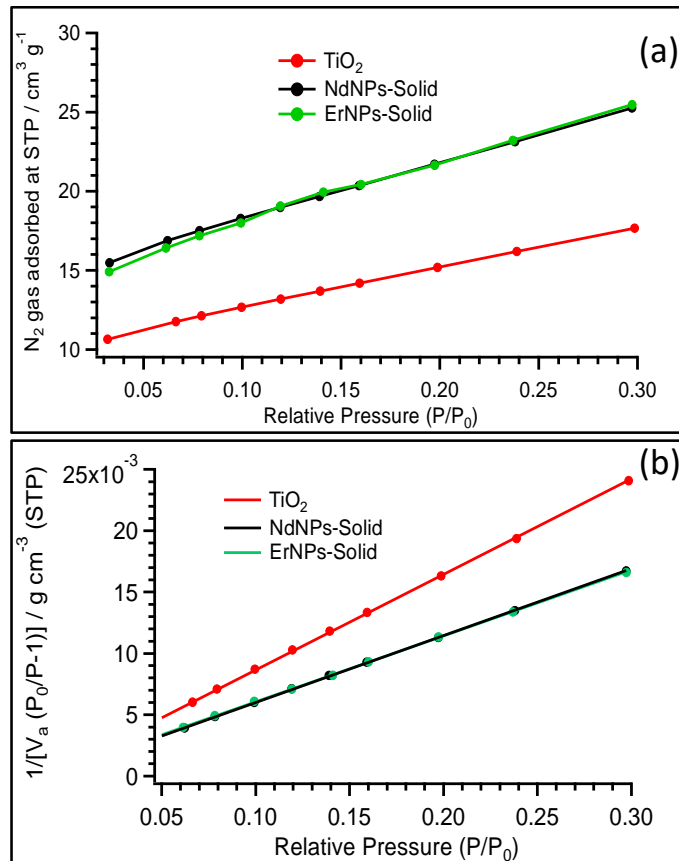 (a)
TiO₂
NdNPs-Solid
ErNPs-Solid
N₂ gas adsorbed at STP / cm³ g⁻¹
30
25
20
15
10
0.05 0.10 0.15 0.20 0.25 0.30
Relative Pressure (P/P₀)
(b)
TiO₂
NdNPs-Solid
ErNPs-Solid
1/[Vₐ (P₀/P-1)] / g cm⁻³ (STP)
25x10⁻³
20
15
10
5
0
0.05 0.10 0.15 0.20 0.25 0.30
Relative Pressure (P/P₀)